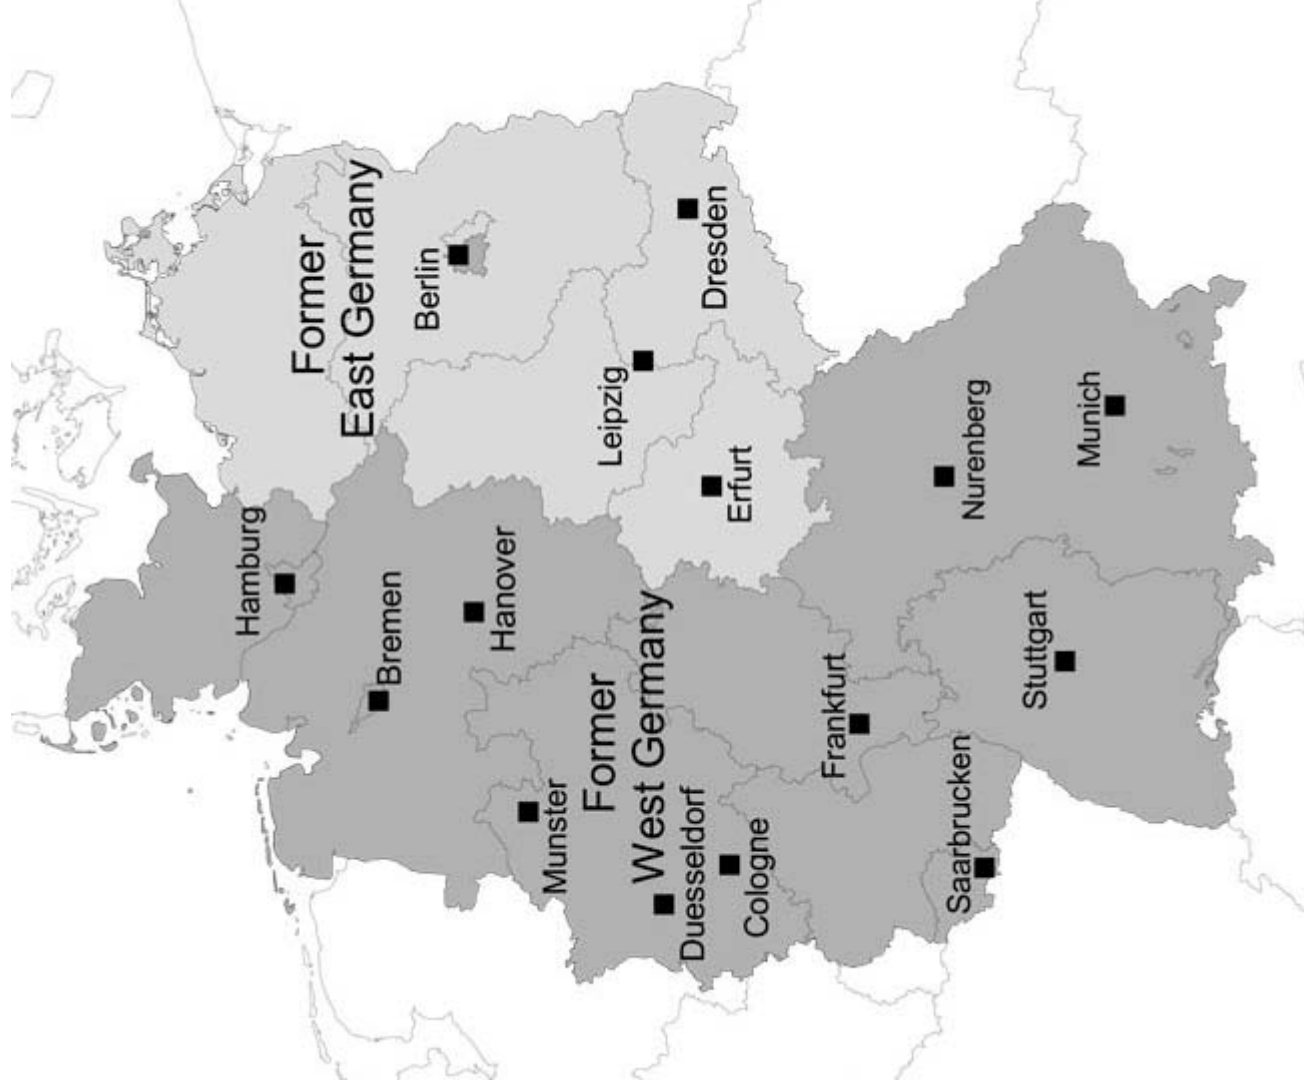 Former
East Germany
Berlin
Hamburg
Bremen
Hanover
Leipzig
Dresden
Erfurt
Former
West Germany
Munster
Duesseldorf
Cologne
Frankfurt
Nurenberg
Munich
Stuttgart
Saarbrucken